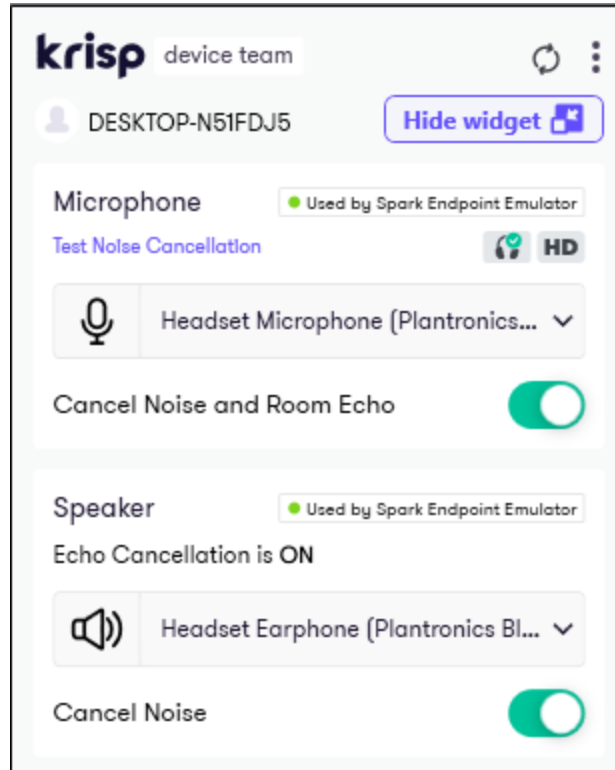 krisp device team
DESKTOP-N51FDJ5 Hide widget
Microphone Used by Spark Endpoint Emulator
Test Noise Cancellation HD
Headset Microphone (Plantronics...
Cancel Noise and Room Echo
Speaker Used by Spark Endpoint Emulator
Echo Cancellation is ON
Headset Earphone (Plantronics Bl...
Cancel Noise